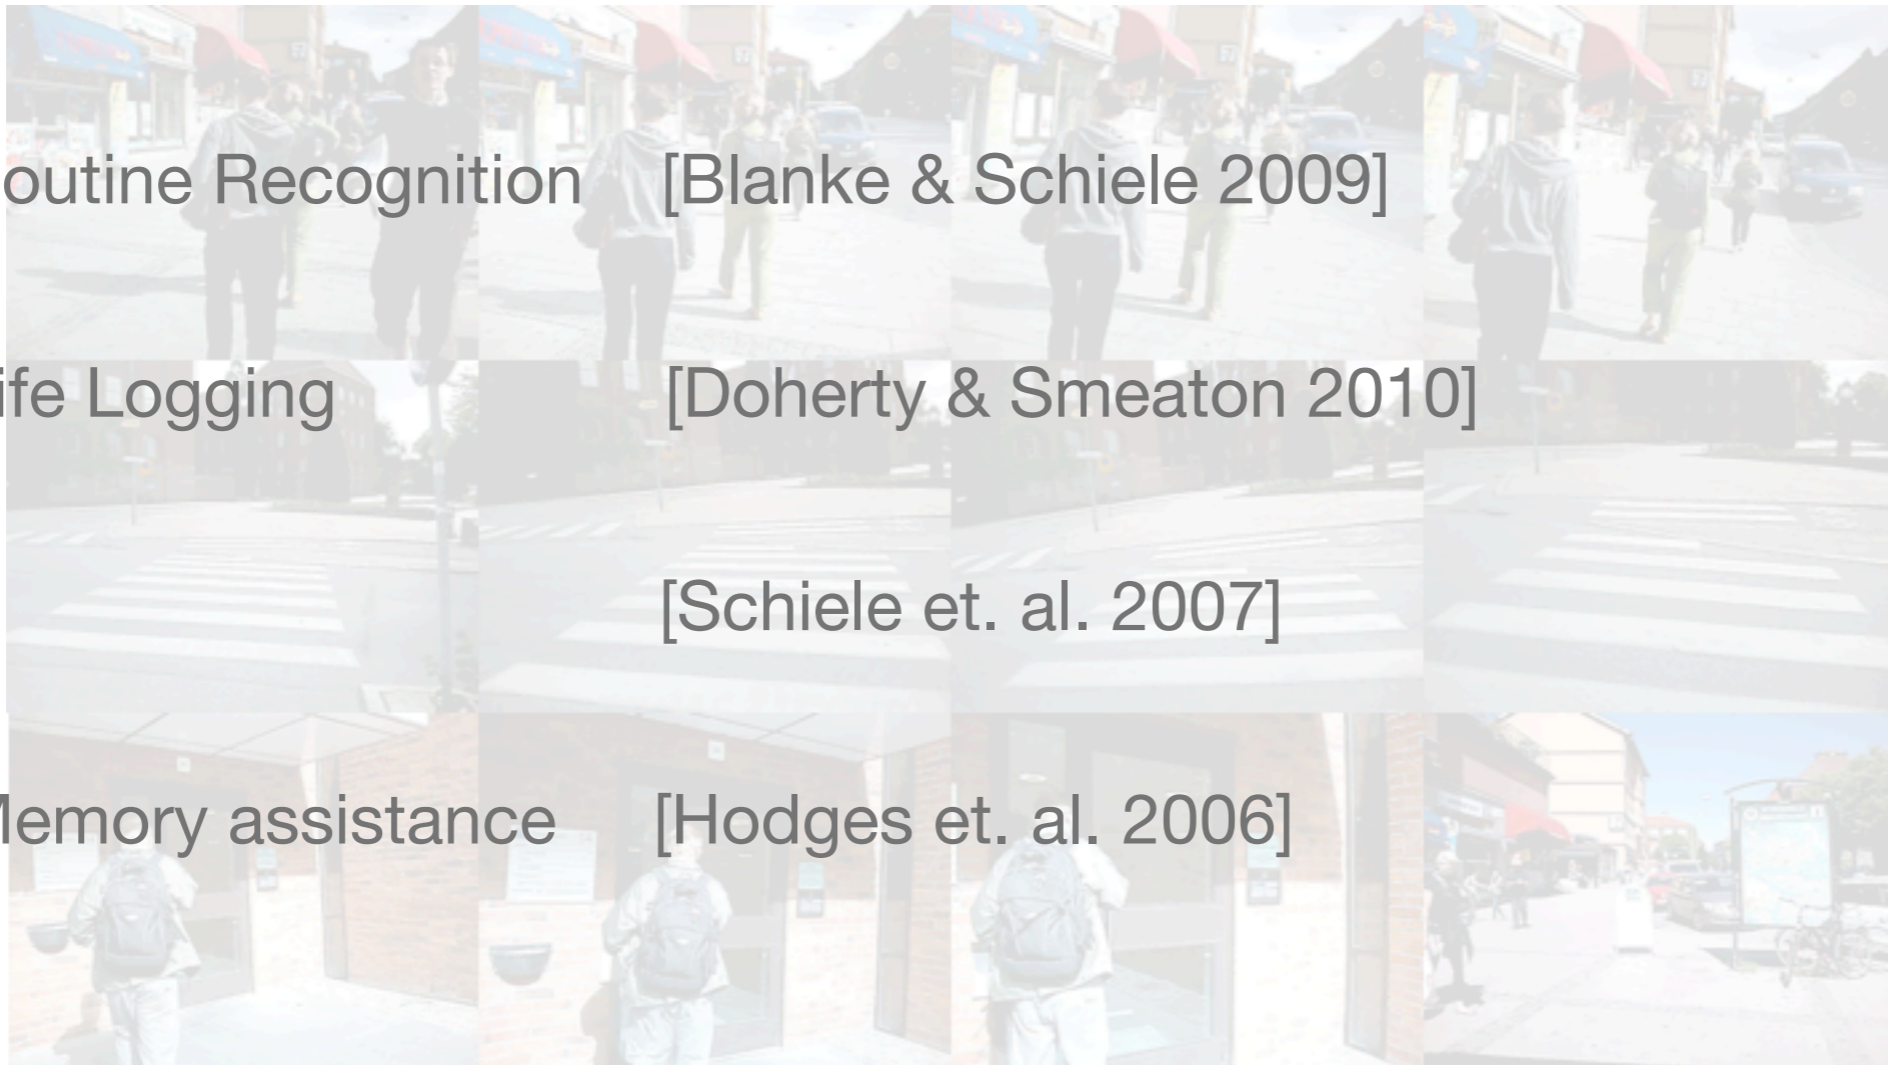 outine Recognition [Blanke & Schiele 2009]
ife Logging [Doherty & Smeaton 2010]
[Schiele et. al. 2007]
emory assistance [Hodges et. al. 2006]